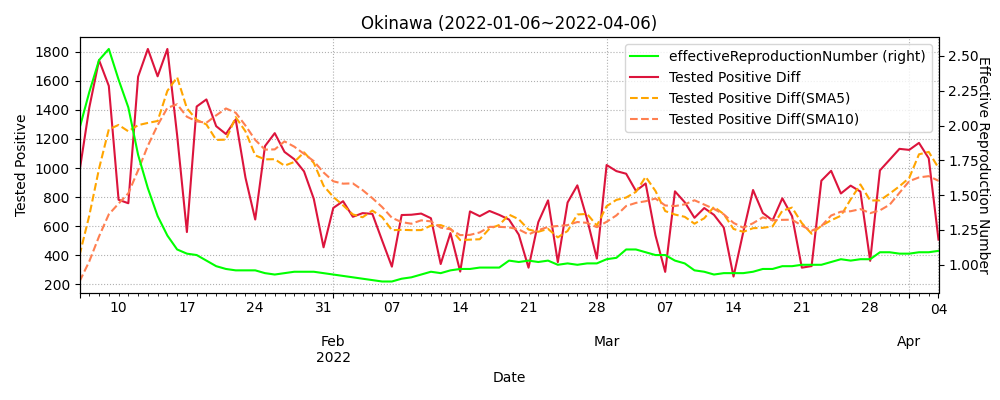 Okinawa (2022-01-06~2022-04-06)
effectiveReproductionNumber (right)
Tested Positive Diff
Tested Positive Diff(SMA5)
Tested Positive Diff(SMA10)
Tested Positive
1800
1600
1400
1200
1000
800
600
400
200
2.50
2.25
2.00
1.75
1.50
1.25
1.00
Effective Reproduction Number
10 17 24 31 07 14 21 28 07 14 21 28 04
Feb Mar Apr
2022
Date